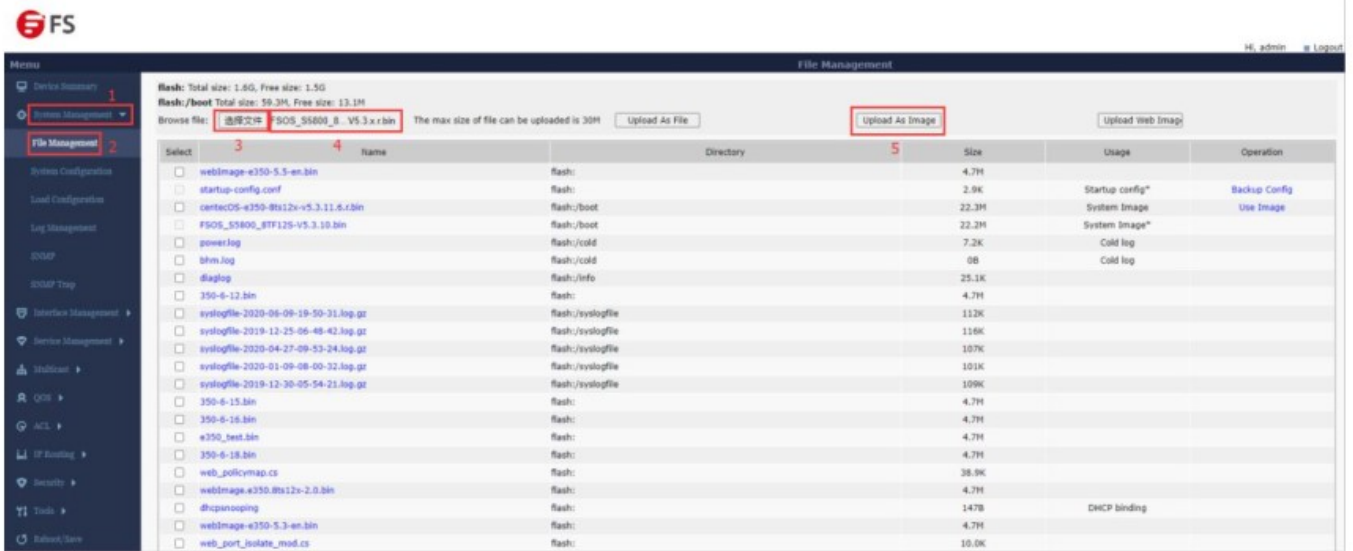 FS
Hi, admin Logout
Menu File Management
Device Summary
1
System Management
File Management 2
System Configuration
Load Configuration
Log Management
SNMP
SNMP Trap
Interface Management
Service Management
Multicast
QOS
ACL
IP Routing
Security
Tools
Reboot/Save
flash: Total size: 1.6G, Free size: 1.5G
flash:/boot Total size: 59.3M, Free size: 13.1M
Browse file: 选择文件 FSOS_S5800_8... V5.3.x.r.bin The max size of file can be uploaded is 30M Upload As File Upload As Image Upload Web Image
3 4 5
Select Name Directory Size Usage Operation
webImage-e350-5.5-en.bin flash: 4.7M
startup-config.conf flash: 2.9K Startup config* Backup Config
centecOS-e350-8ts12x-v5.3.11.6.r.bin flash:/boot 22.3M System Image Use Image
FSOS_S5800_8TF12S-V5.3.10.bin flash:/boot 22.2M System Image*
power.log flash:/cold 7.2K Cold log
bhm.log flash:/cold 0B Cold log
diaglog flash:/info 25.1K
350-6-12.bin flash: 4.7M
syslogfile-2020-06-09-19-50-31.log.gz flash:/syslogfile 112K
syslogfile-2019-12-25-06-48-42.log.gz flash:/syslogfile 116K
syslogfile-2020-04-27-09-53-24.log.gz flash:/syslogfile 107K
syslogfile-2020-01-09-08-00-32.log.gz flash:/syslogfile 101K
syslogfile-2019-12-30-05-54-21.log.gz flash:/syslogfile 109K
350-6-15.bin flash: 4.7M
350-6-16.bin flash: 4.7M
e350_test.bin flash: 4.7M
350-6-18.bin flash: 4.7M
web_policymap.cs flash: 38.9K
webImage.e350.8ts12x-2.0.bin flash: 4.7M
dhcpsnooping flash: 147B DHCP binding
webImage-e350-5.3-en.bin flash: 4.7M
web_port_isolate_mod.cs flash: 10.0K